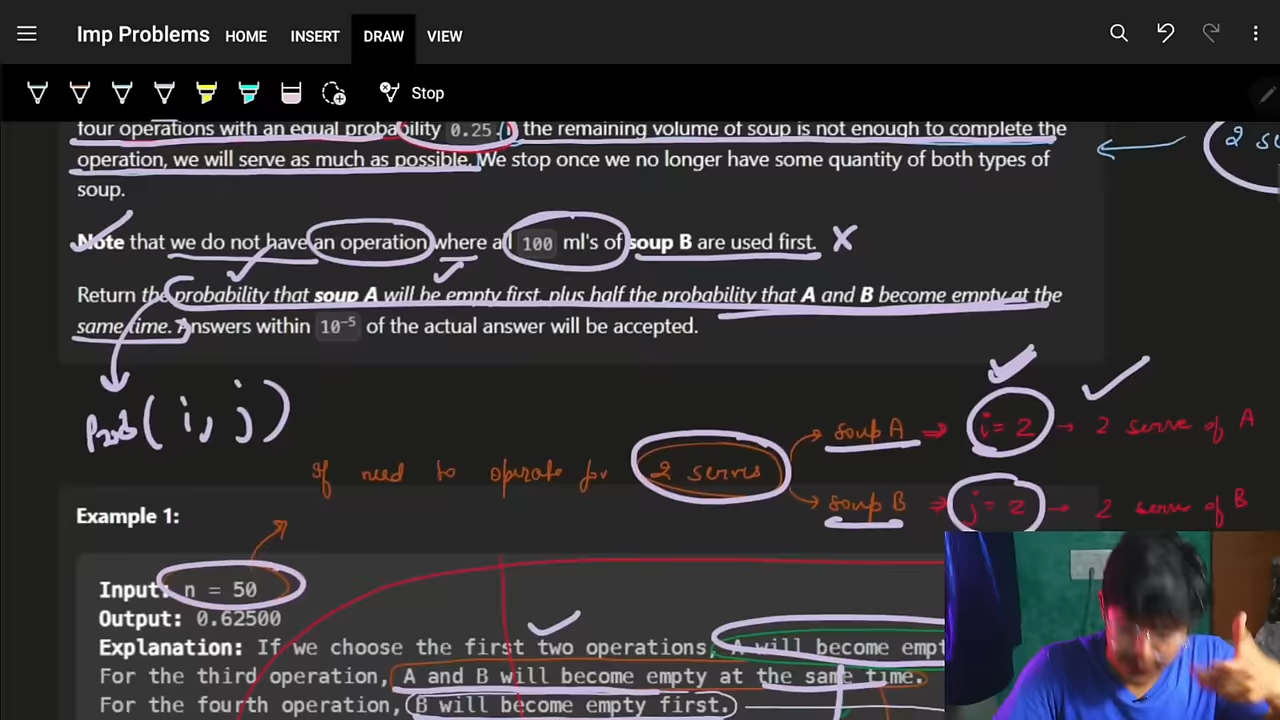 Imp Problems HOME INSERT DRAW VIEW
Stop
four operations with an equal probability 0.25. the remaining volume of soup is not enough to complete the
operation, we will serve as much as possible. We stop once we no longer have some quantity of both types of
soup.
2 se
Note that we do not have an operation where all 100 ml's of soup B are used first. X
Return the probability that soup A will be empty first, plus half the probability that A and B become empty at the
same time. Answers within 10⁻⁵ of the actual answer will be accepted.
Prob(i, j)
soup A ⇒ i = 2 → 2 serve of A
If need to operate for 2 serves
soup B ⇒ j = 2 → 2 serve of B
Example 1:
Input: n = 50
Output: 0.62500
Explanation: If we choose the first two operations, A will become empt
For the third operation, A and B will become empty at the same time.
For the fourth operation, B will become empty first.